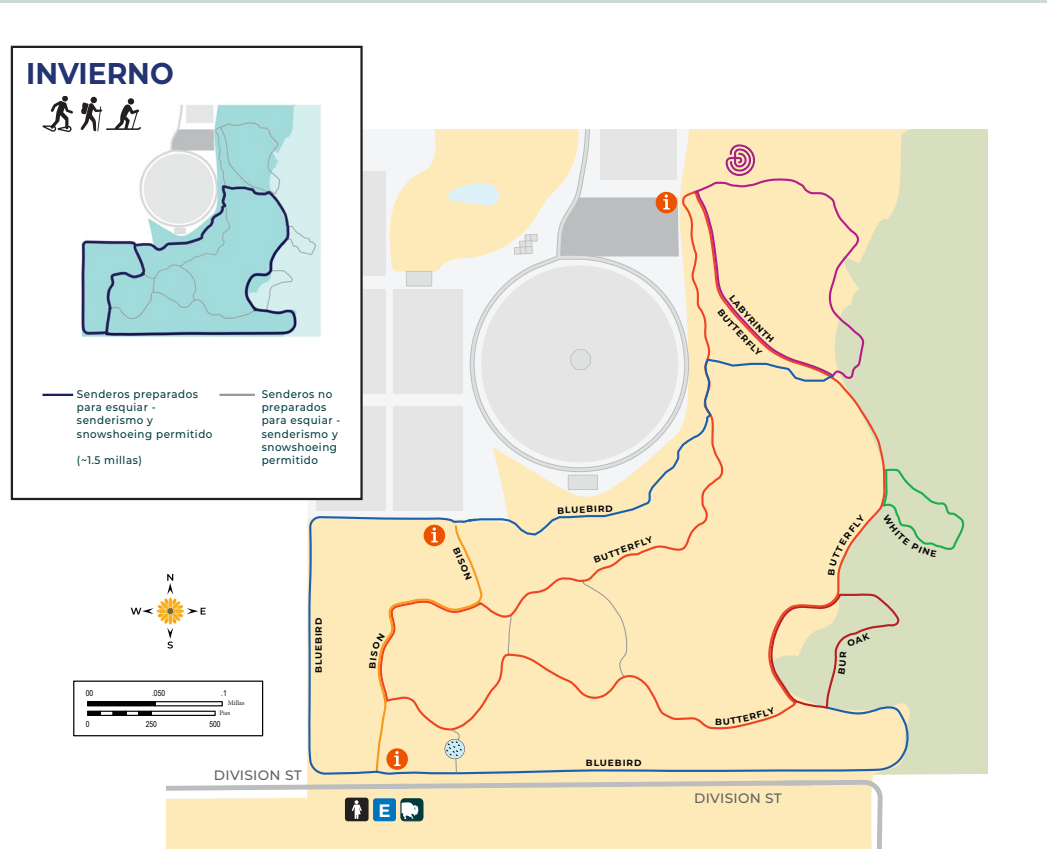 INVIERNO
Senderos preparados
para esquiar -
senderismo y
snowshoeing permitido
(~1.5 millas)
Senderos no
preparados
para esquiar -
senderismo y
snowshoeing
permitido
i
LABYRINTH
BUTTERFLY
BLUEBIRD
i
BISON
BUTTERFLY
BUTTERFLY
WHITE PINE
N
W
E
S
BLUEBIRD
BISON
BUR OAK
BUTTERFLY
00 .050 .1
Millas
Pies
0 250 500
i
BLUEBIRD
DIVISION ST
DIVISION ST
E